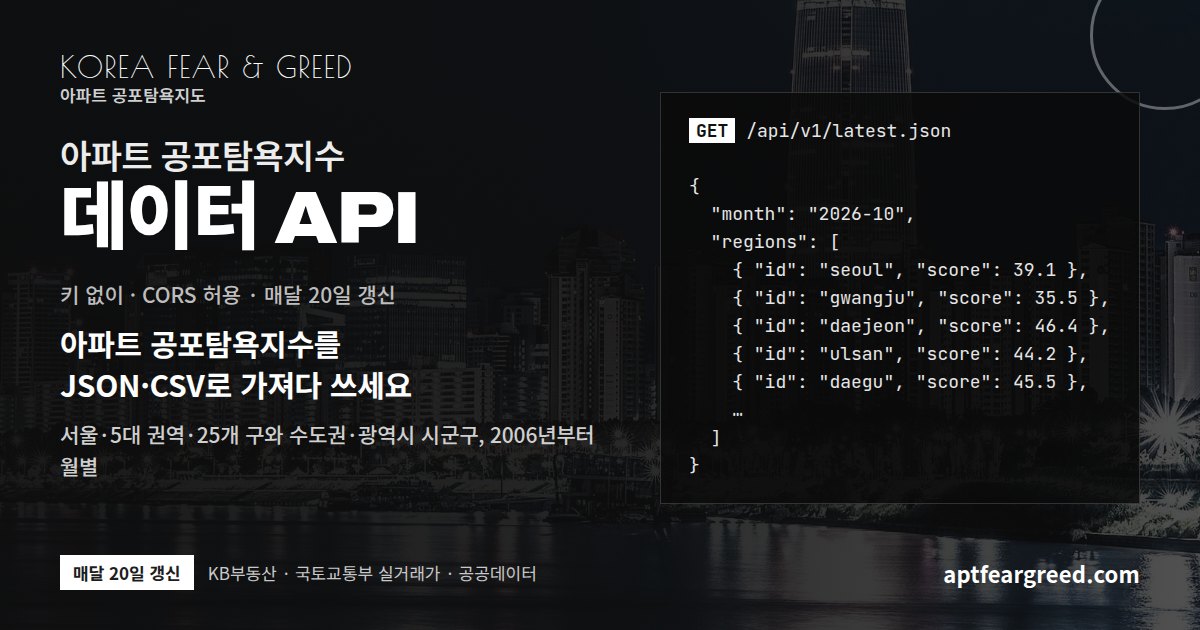 KOREA FEAR & GREED
아파트 공포탐욕지도
아파트 공포탐욕지수
데이터 API
키 없이 · CORS 허용 · 매달 20일 갱신
아파트 공포탐욕지수를
JSON·CSV로 가져다 쓰세요
서울·5대 권역·25개 구와 수도권·광역시 시군구, 2006년부터
월별
매달 20일 갱신
KB부동산 · 국토교통부 실거래가 · 공공데이터
GET /api/v1/latest.json
{
"month": "2026-10",
"regions": [
{ "id": "seoul", "score": 39.1 },
{ "id": "gwangju", "score": 35.5 },
{ "id": "daejeon", "score": 46.4 },
{ "id": "ulsan", "score": 44.2 },
{ "id": "daegu", "score": 45.5 },
…
]
}
aptfeargreed.com